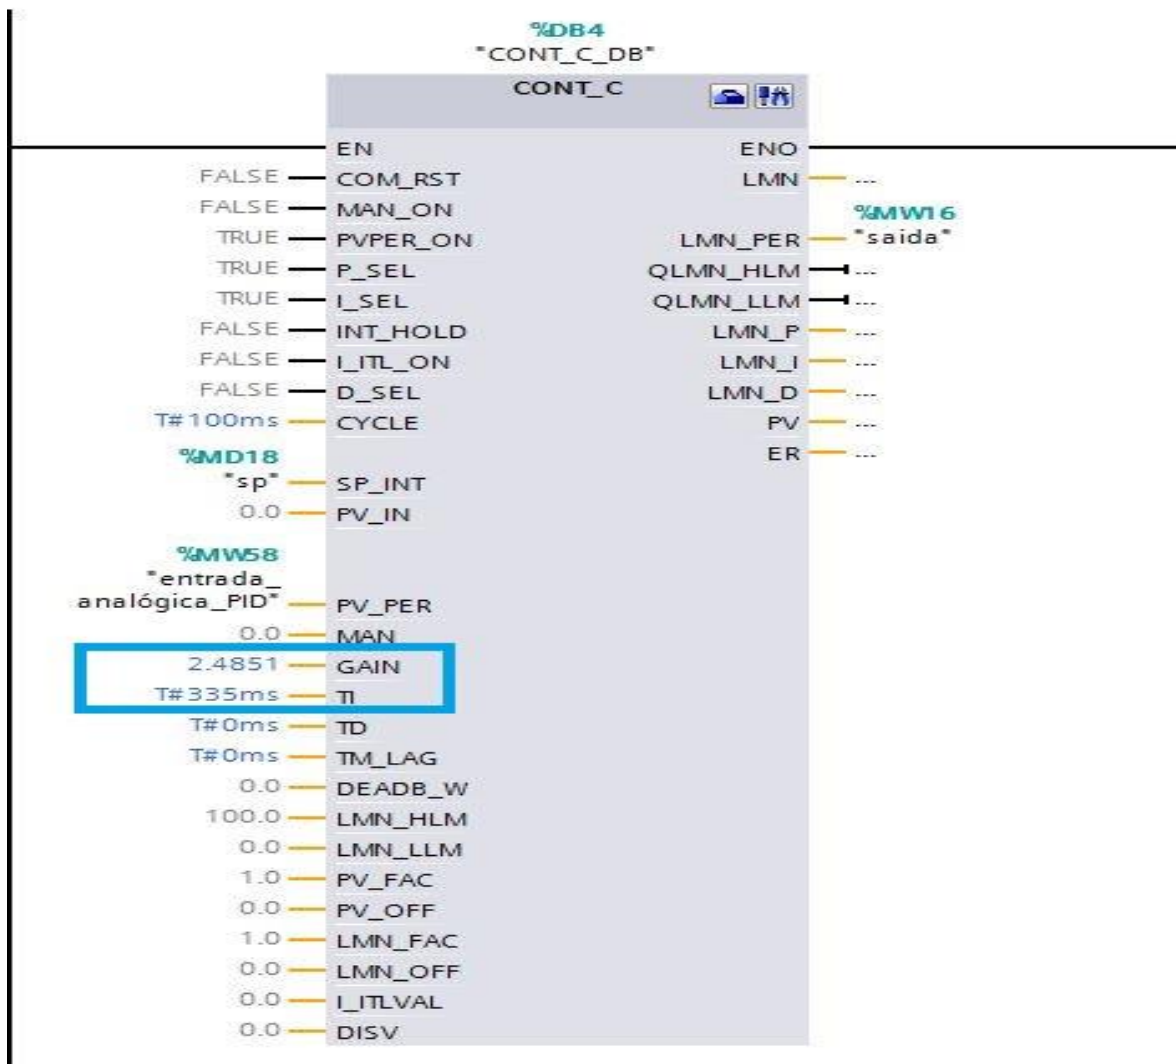 %DB4
"CONT_C_DB"
CONT_C
EN ENO
FALSE COM_RST LMN ...
FALSE MAN_ON %MW16
TRUE PVPER_ON LMN_PER "saida"
TRUE P_SEL QLMN_HLM ...
TRUE I_SEL QLMN_LLM ...
FALSE INT_HOLD LMN_P ...
FALSE I_ITL_ON LMN_I ...
FALSE D_SEL LMN_D ...
T#100ms CYCLE PV ...
%MD18 ER ...
"sp" SP_INT
0.0 PV_IN
%MW58
"entrada_
analógica_PID" PV_PER
0.0 MAN
2.4851 GAIN
T#335ms TI
T#0ms TD
T#0ms TM_LAG
0.0 DEADB_W
100.0 LMN_HLM
0.0 LMN_LLM
1.0 PV_FAC
0.0 PV_OFF
1.0 LMN_FAC
0.0 LMN_OFF
0.0 I_ITLVAL
0.0 DISV